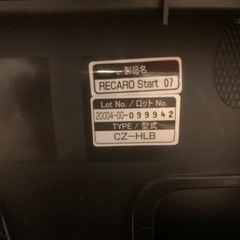 製品名
RECARO Start 07
Lot No. / ロット No.
20004-00-099942
TYPE / 型式
CZ-HLB